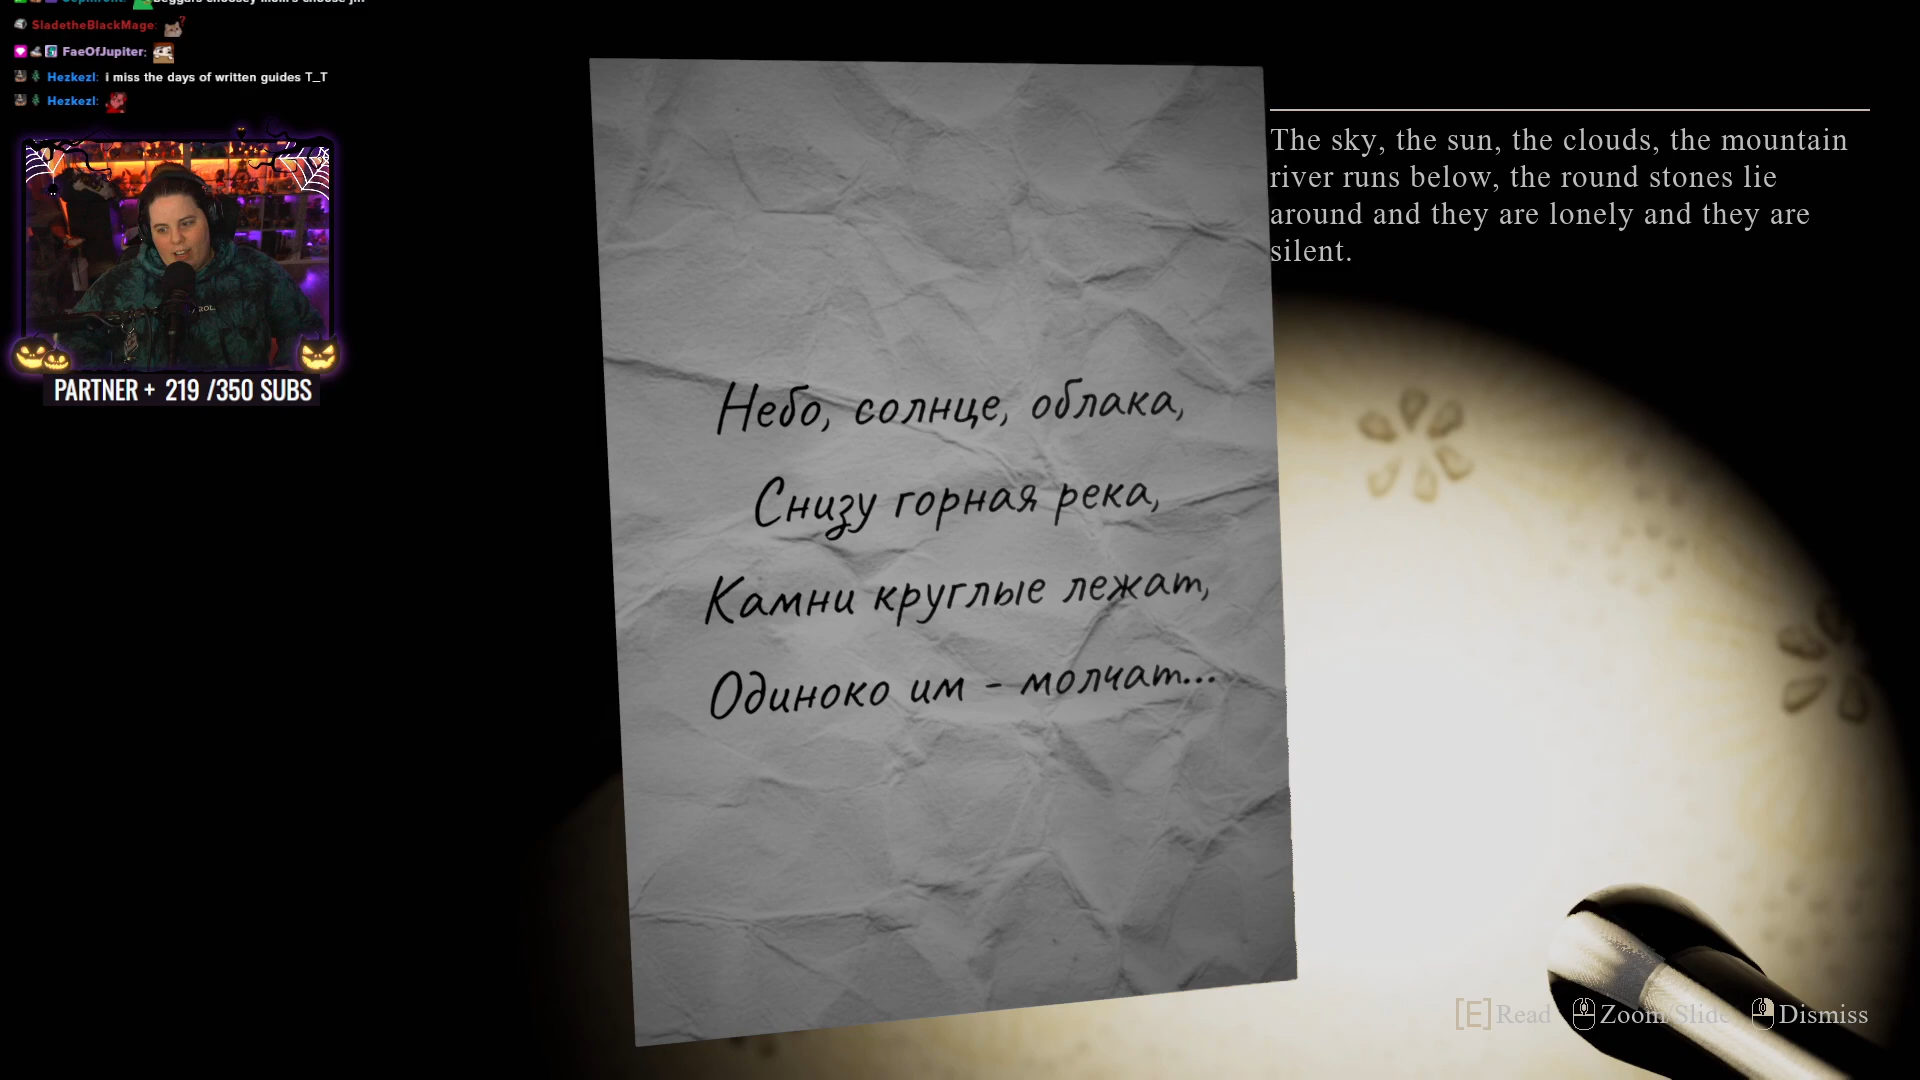 SladetheBlackMage:
FaeOfJupiter:
Hezkezl: i miss the days of written guides T_T
Hezkezl:
PARTNER + 219 /350 SUBS
Небо, солнце, облака,
Снизу горная река,
Камни круглые лежат,
Одиноко им - молчат...
The sky, the sun, the clouds, the mountain
river runs below, the round stones lie
around and they are lonely and they are
silent.
[E] Read Zoom/Slide Dismiss